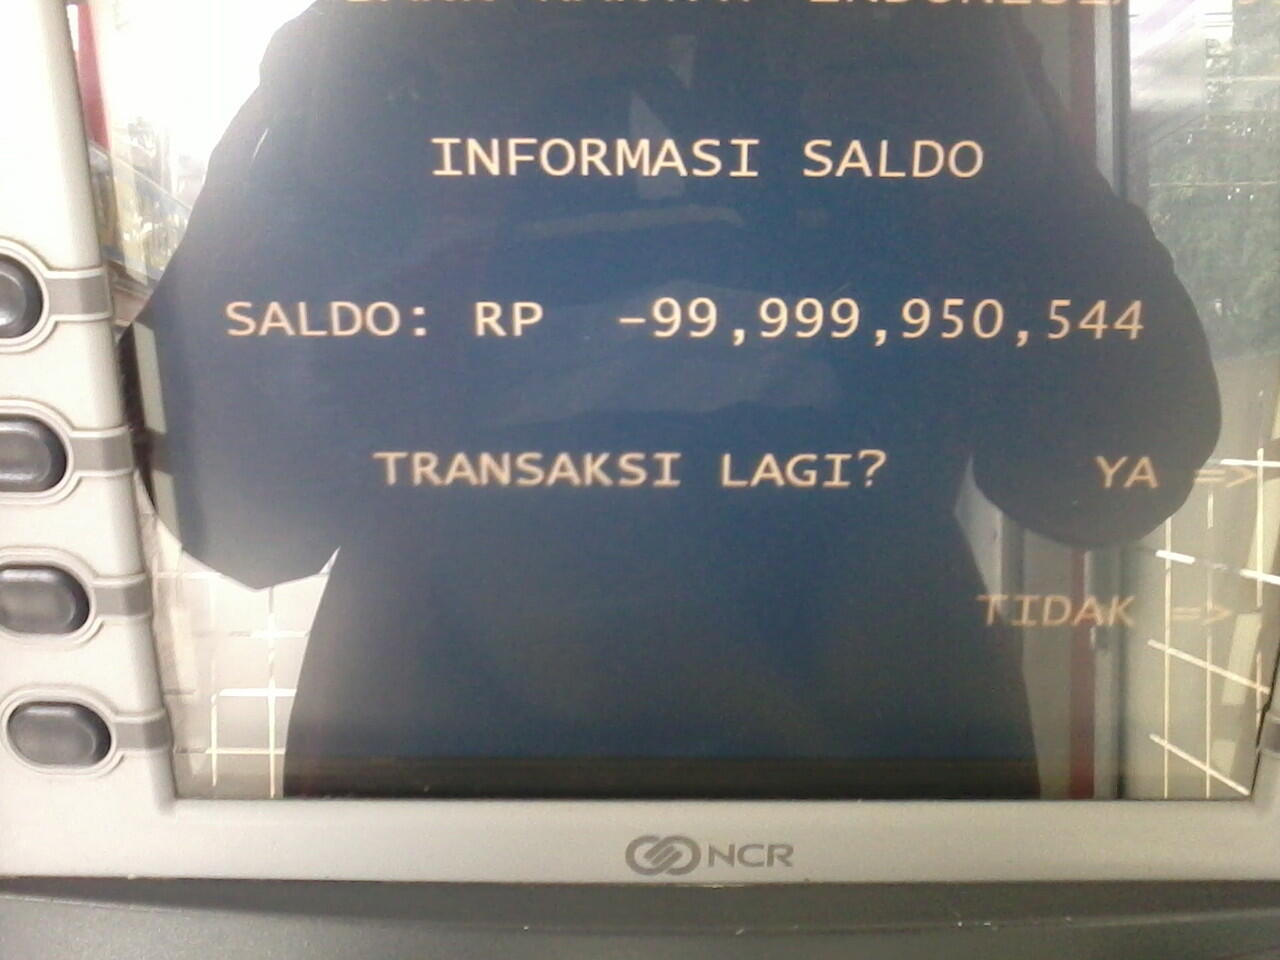 INFORMASI SALDO
SALDO: RP -99,999,950,544
TRANSAKSI LAGI? YA =>
TIDAK =>
NCR